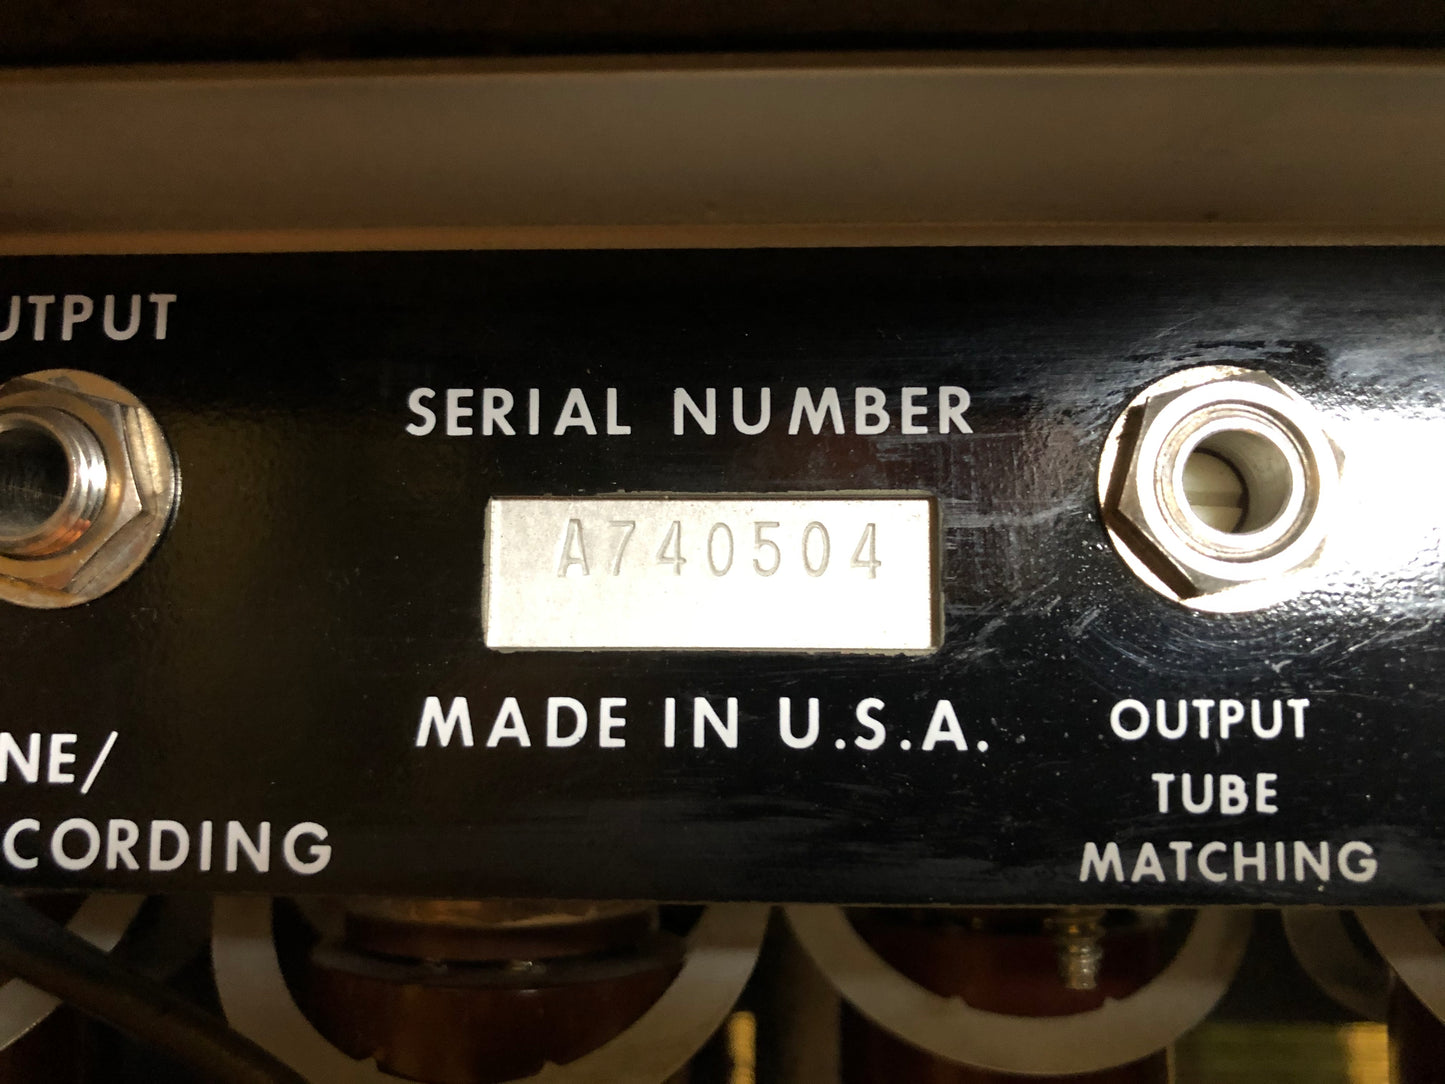 UTPUT
SERIAL NUMBER
A740504
MADE IN U.S.A.
NE/
CORDING
OUTPUT
TUBE
MATCHING